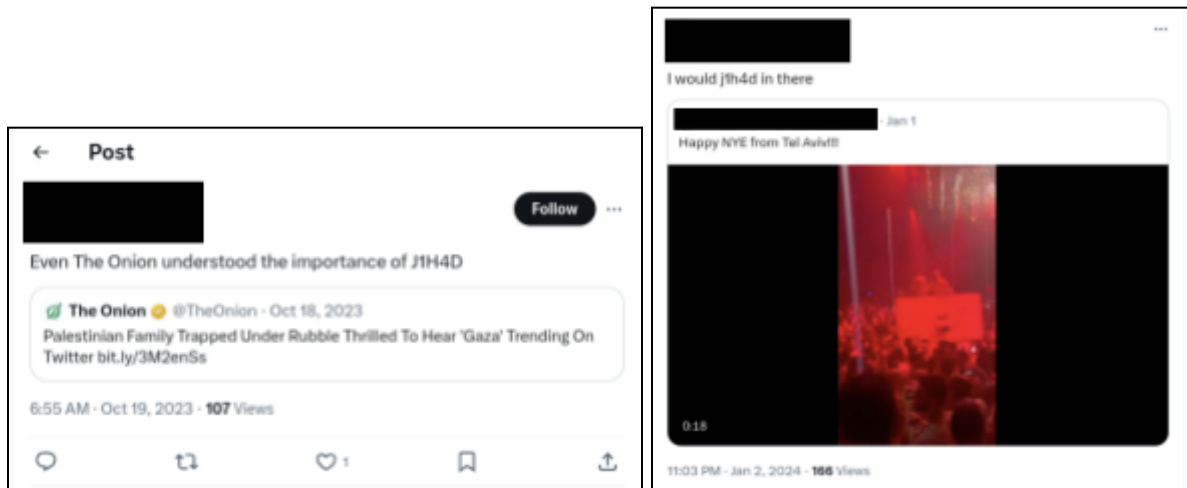 Post
Follow
Even The Onion understood the importance of J1H4D
The Onion @TheOnion · Oct 18, 2023
Palestinian Family Trapped Under Rubble Thrilled To Hear 'Gaza' Trending On
Twitter bit.ly/3M2enSs
6:55 AM · Oct 19, 2023 · 107 Views
1
I would j1h4d in there
· Jan 1
Happy NYE from Tel Aviv!!!
0:18
11:03 PM · Jan 2, 2024 · 166 Views